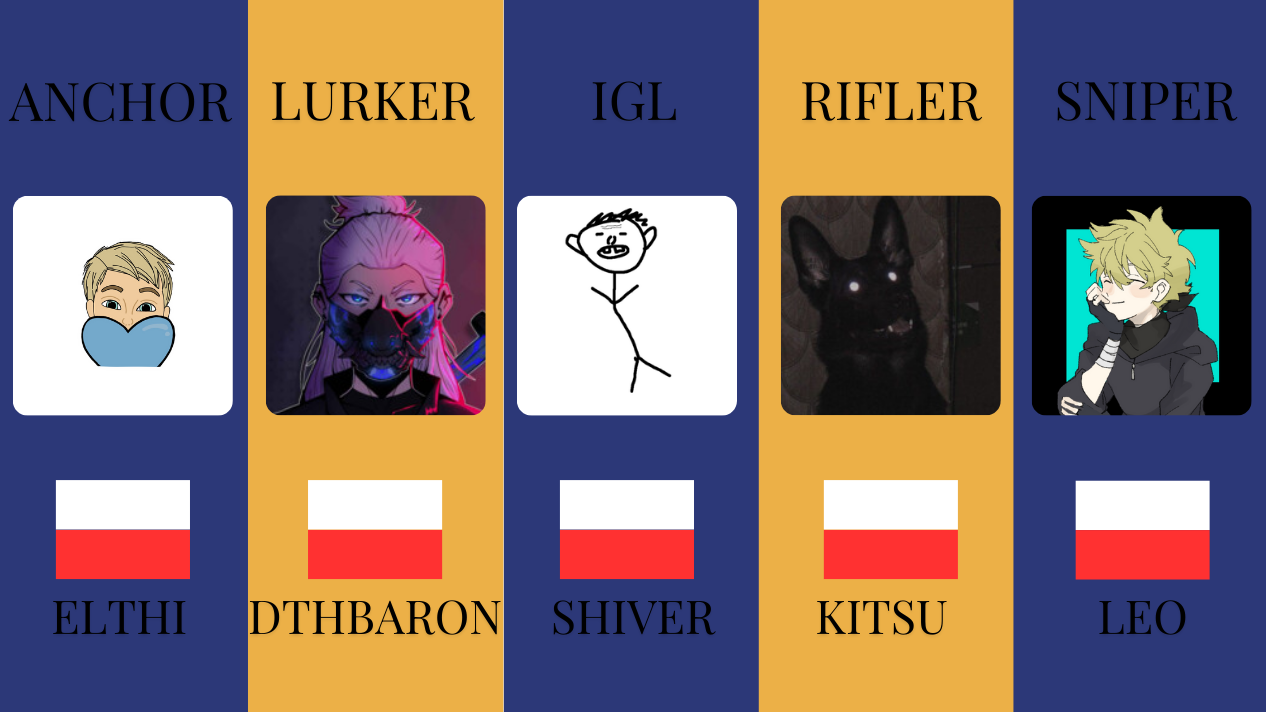 ANCHOR
LURKER
IGL
RIFLER
SNIPER
ELTHI
DTHBARON
SHIVER
KITSU
LEO